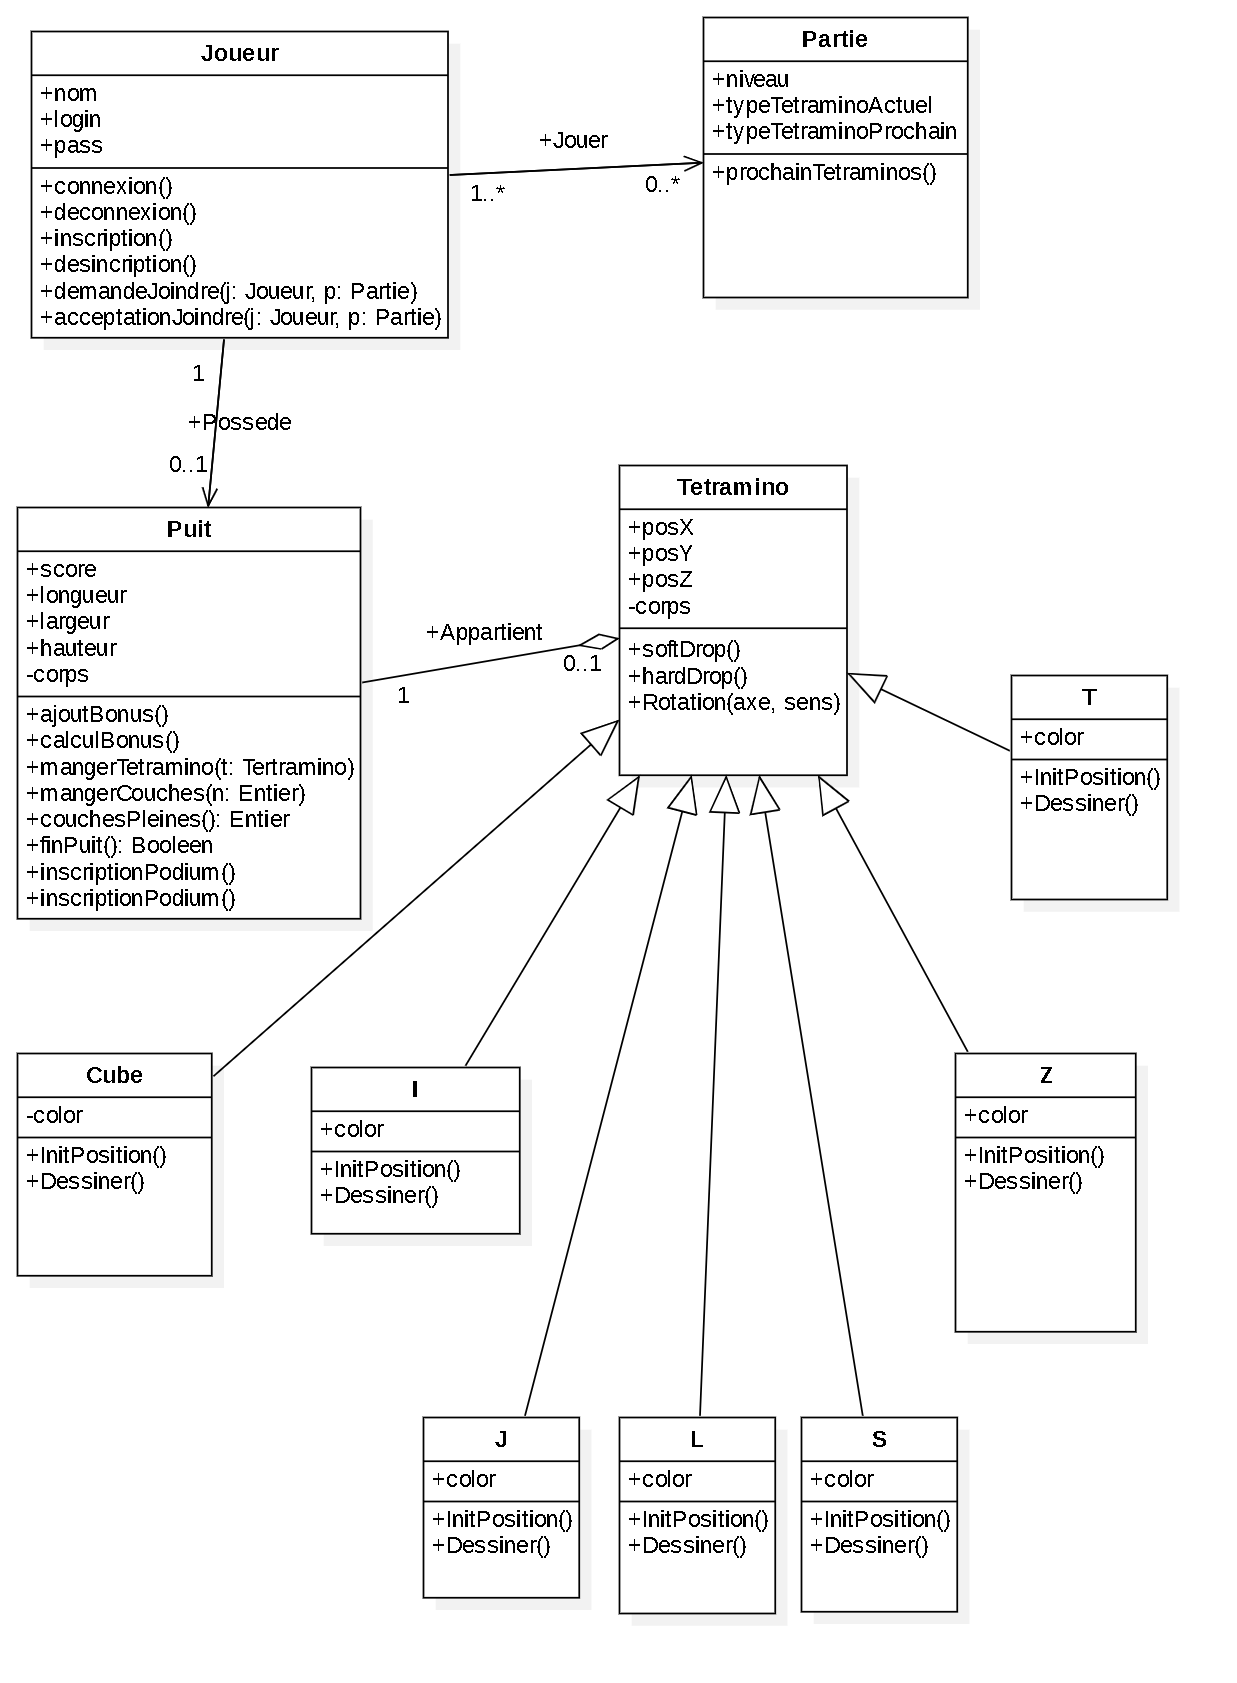 Joueur
+nom
+login
+pass
+connexion()
+deconnexion()
+inscription()
+desincription()
+demandeJoindre(j: Joueur, p: Partie)
+acceptationJoindre(j: Joueur, p: Partie)
+Jouer
1..*
0..*
Partie
+niveau
+typeTetraminoActuel
+typeTetraminoProchain
+prochainTetraminos()
1
+Possede
0..1
Puit
+score
+longueur
+largeur
+hauteur
-corps
+ajoutBonus()
+calculBonus()
+mangerTetramino(t: Tertramino)
+mangerCouches(n: Entier)
+couchesPleines(): Entier
+finPuit(): Booleen
+inscriptionPodium()
+inscriptionPodium()
+Appartient
1
0..1
Tetramino
+posX
+posY
+posZ
-corps
+softDrop()
+hardDrop()
+Rotation(axe, sens)
T
+color
+InitPosition()
+Dessiner()
Cube
-color
+InitPosition()
+Dessiner()
I
+color
+InitPosition()
+Dessiner()
Z
+color
+InitPosition()
+Dessiner()
J
+color
+InitPosition()
+Dessiner()
L
+color
+InitPosition()
+Dessiner()
S
+color
+InitPosition()
+Dessiner()